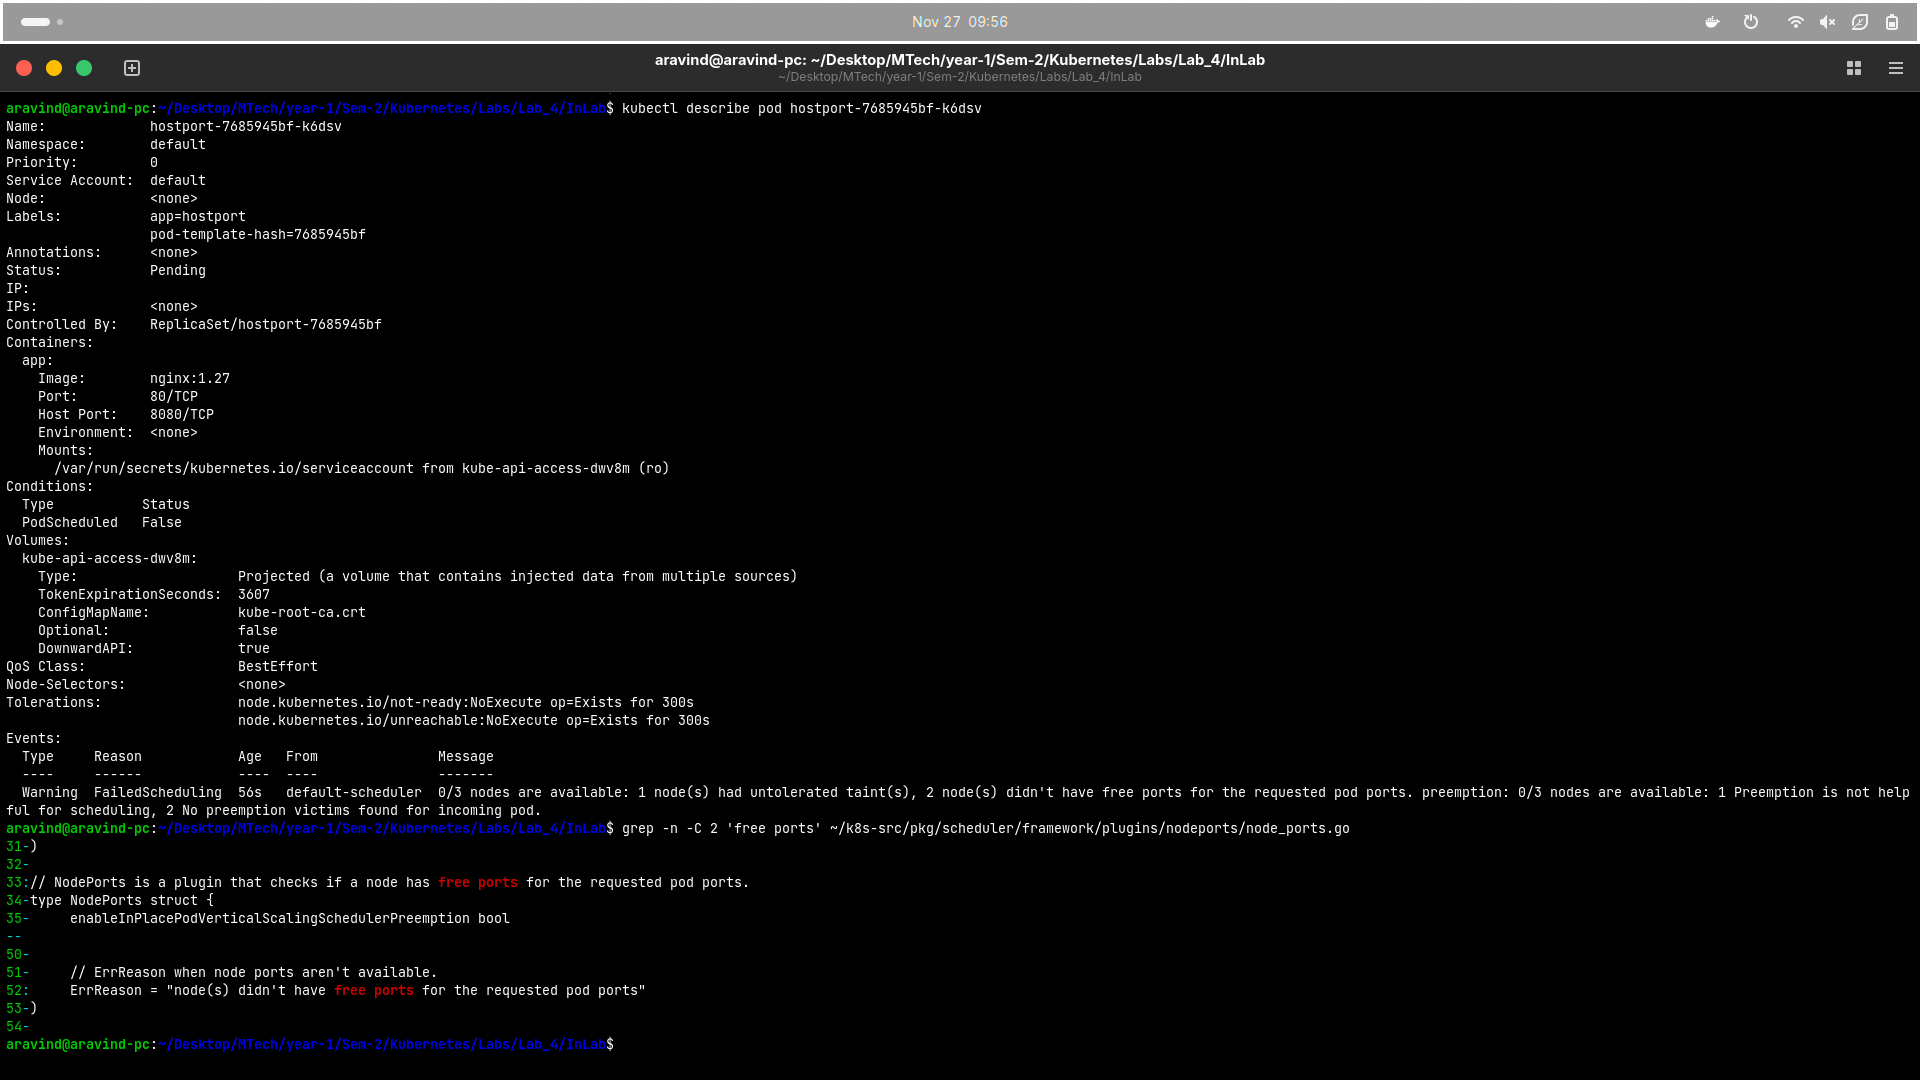 Nov 27 09:56
aravind@aravind-pc: ~/Desktop/MTech/year-1/Sem-2/Kubernetes/Labs/Lab_4/InLab
~/Desktop/MTech/year-1/Sem-2/Kubernetes/Labs/Lab_4/InLab
aravind@aravind-pc:~/Desktop/MTech/year-1/Sem-2/Kubernetes/Labs/Lab_4/InLab$ kubectl describe pod hostport-7685945bf-k6dsv
Name:             hostport-7685945bf-k6dsv
Namespace:        default
Priority:         0
Service Account:  default
Node:             <none>
Labels:           app=hostport
                  pod-template-hash=7685945bf
Annotations:      <none>
Status:           Pending
IP:
IPs:              <none>
Controlled By:    ReplicaSet/hostport-7685945bf
Containers:
  app:
    Image:        nginx:1.27
    Port:         80/TCP
    Host Port:    8080/TCP
    Environment:  <none>
    Mounts:
      /var/run/secrets/kubernetes.io/serviceaccount from kube-api-access-dwv8m (ro)
Conditions:
  Type           Status
  PodScheduled   False
Volumes:
  kube-api-access-dwv8m:
    Type:                    Projected (a volume that contains injected data from multiple sources)
    TokenExpirationSeconds:  3607
    ConfigMapName:           kube-root-ca.crt
    Optional:                false
    DownwardAPI:             true
QoS Class:                   BestEffort
Node-Selectors:              <none>
Tolerations:                 node.kubernetes.io/not-ready:NoExecute op=Exists for 300s
                             node.kubernetes.io/unreachable:NoExecute op=Exists for 300s
Events:
  Type     Reason            Age   From               Message
  ----     ------            ----  ----               -------
  Warning  FailedScheduling  56s   default-scheduler  0/3 nodes are available: 1 node(s) had untolerated taint(s), 2 node(s) didn't have free ports for the requested pod ports. preemption: 0/3 nodes are available: 1 Preemption is not help
ful for scheduling, 2 No preemption victims found for incoming pod.
aravind@aravind-pc:~/Desktop/MTech/year-1/Sem-2/Kubernetes/Labs/Lab_4/InLab$ grep -n -C 2 'free ports' ~/k8s-src/pkg/scheduler/framework/plugins/nodeports/node_ports.go
31-)
32-
33:// NodePorts is a plugin that checks if a node has free ports for the requested pod ports.
34-type NodePorts struct {
35-     enableInPlacePodVerticalScalingSchedulerPreemption bool
--
50-
51-     // ErrReason when node ports aren't available.
52:     ErrReason = "node(s) didn't have free ports for the requested pod ports"
53-)
54-
aravind@aravind-pc:~/Desktop/MTech/year-1/Sem-2/Kubernetes/Labs/Lab_4/InLab$